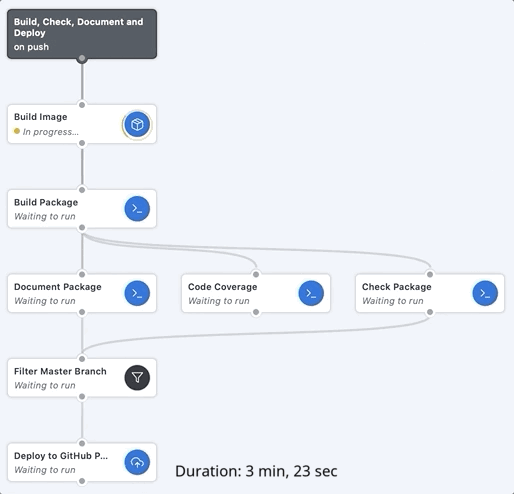 Build, Check, Document and
Deploy
on push
Build Image
In progress...
Build Package
Waiting to run
Document Package
Waiting to run
Code Coverage
Waiting to run
Check Package
Waiting to run
Filter Master Branch
Waiting to run
Deploy to GitHub P...
Waiting to run
Duration: 3 min, 23 sec